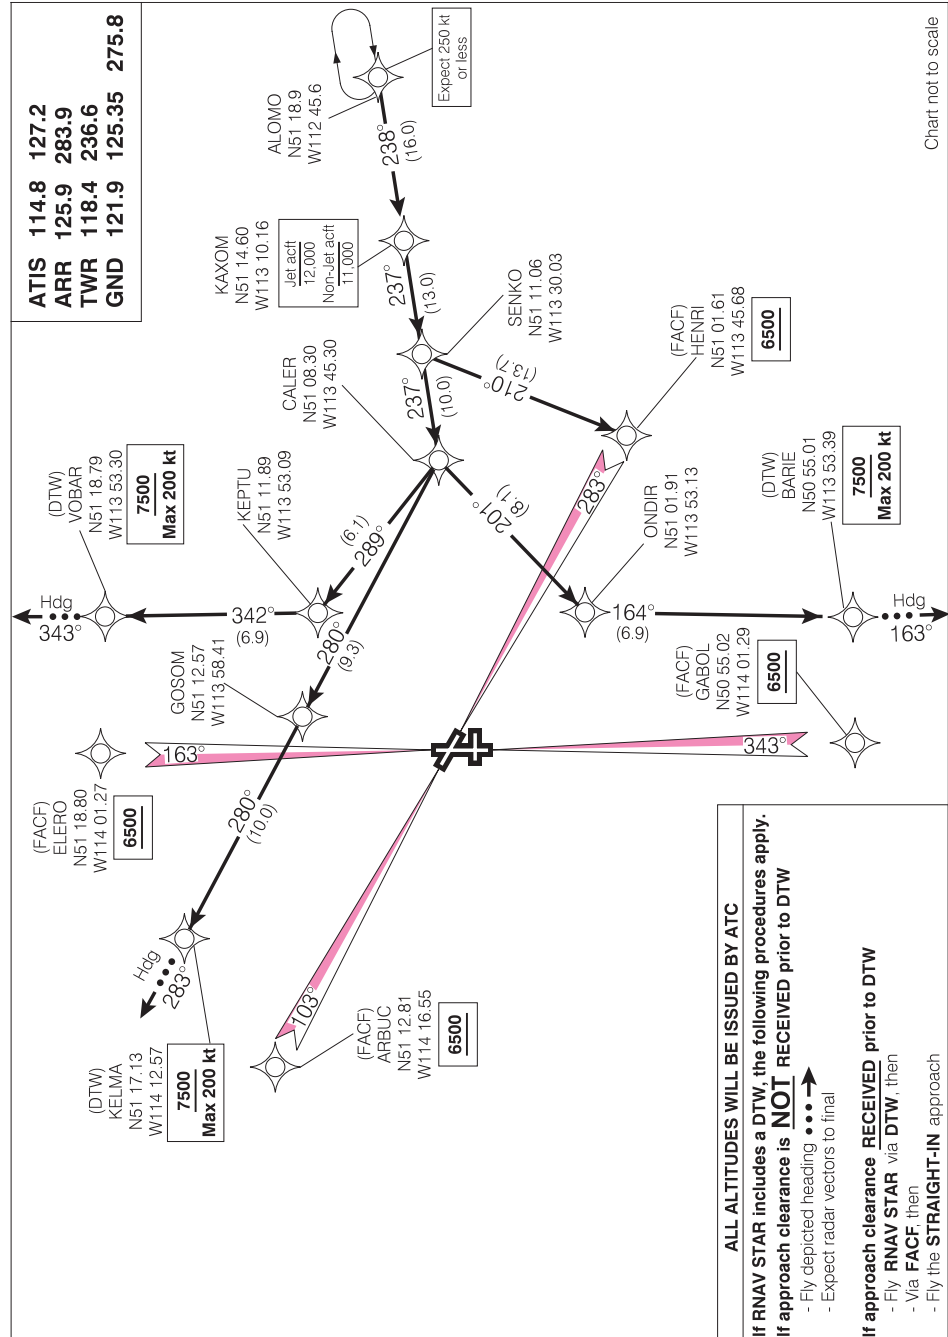 ATIS 114.8 127.2
ARR 125.9 283.9
TWR 118.4 236.6
GND 121.9 125.35 275.8
Chart not to scale
Expect 250 kt
or less
ALOMO
N51 18.9
W112 45.6
238°
(16.0)
KAXOM
N51 14.60
W113 10.16
Jet acft
12,000
Non-Jet acft
11,000
237°
(13.0)
SENKO
N51 11.06
W113 30.03
CALER
N51 08.30
W113 45.30
237°
(10.0)
210°
(13.7)
(FACF)
HENRI
N51 01.61
W113 45.68
6500
(DTW)
VOBAR
N51 18.79
W113 53.30
7500
Max 200 kt
KEPTU
N51 11.89
W113 53.09
(6.1)
289°
201°
(8.1)
283°
ONDIR
N51 01.91
W113 53.13
(DTW)
BARIE
N50 55.01
W113 53.39
7500
Max 200 kt
Hdg
343°
342°
(6.9)
280°
(9.3)
164°
(6.9)
Hdg
163°
GOSOM
N51 12.57
W113 58.41
(FACF)
GABOL
N50 55.02
W114 01.29
6500
163°
343°
(FACF)
ELERO
N51 18.80
W114 01.27
6500
280°
(10.0)
Hdg
283°
103°
(DTW)
KELMA
N51 17.13
W114 12.57
7500
Max 200 kt
(FACF)
ARBUC
N51 12.81
W114 16.55
6500
ALL ALTITUDES WILL BE ISSUED BY ATC
If RNAV STAR includes a DTW, the following procedures apply.
If approach clearance is NOT RECEIVED prior to DTW
- Fly depicted heading
- Expect radar vectors to final
If approach clearance RECEIVED prior to DTW
- Fly RNAV STAR via DTW, then
- Via FACF, then
- Fly the STRAIGHT-IN approach